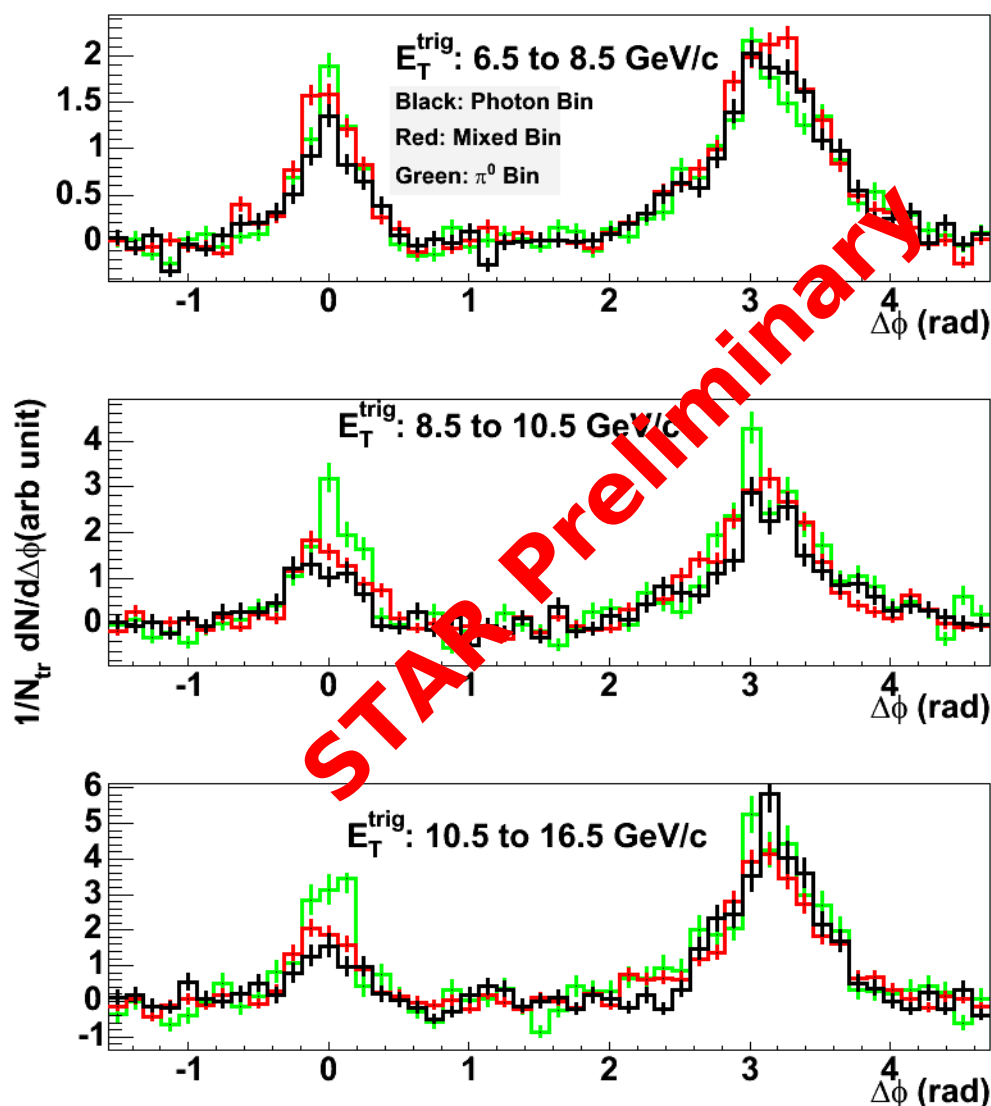 1/N_tr dN/dΔϕ(arb unit)
E_T^trig: 6.5 to 8.5 GeV/c
Black: Photon Bin
Red: Mixed Bin
Green: π⁰ Bin
2
1.5
1
0.5
0
-1 0 1 2 3 4
Δϕ (rad)
E_T^trig: 8.5 to 10.5 GeV/c
4
3
2
1
0
-1 0 1 2 3 4
Δϕ (rad)
STAR Preliminary
E_T^trig: 10.5 to 16.5 GeV/c
6
5
4
3
2
1
0
-1
-1 0 1 2 3 4
Δϕ (rad)